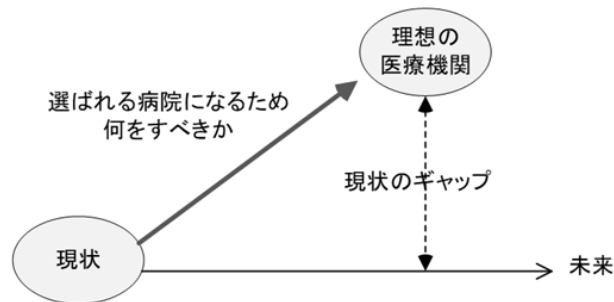 理想の
医療機関
選ばれる病院になるため
何をすべきか
現状のギャップ
現状
未来